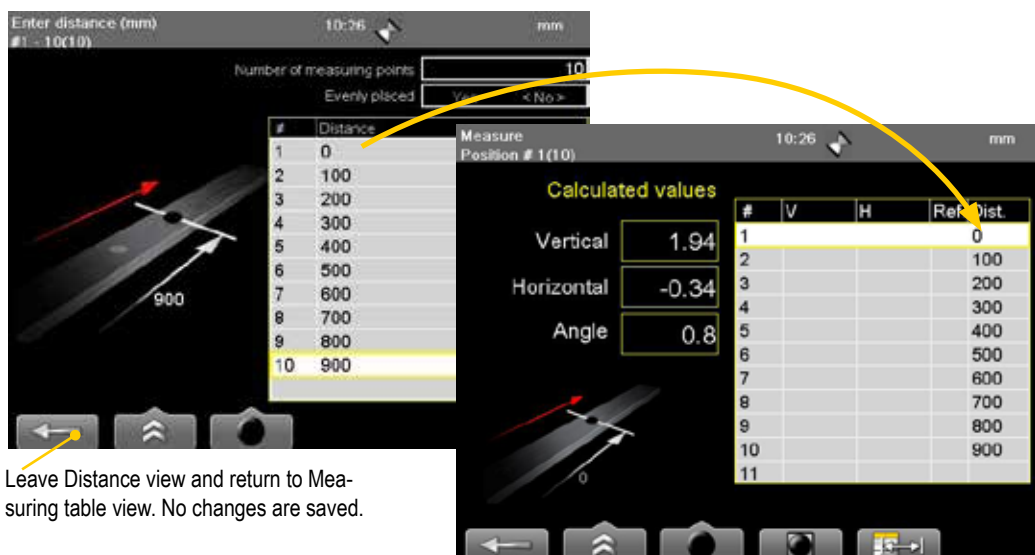 Enter distance (mm)
10:26
mm
#1 - 10(10)
Number of measuring points
10
Evenly placed
Yes
<No>
#
Distance
1
0
2
100
3
200
4
300
5
400
6
500
7
600
8
700
9
800
10
900
900
Leave Distance view and return to Mea-
suring table view. No changes are saved.
Measure
10:26
mm
Position # 1(10)
Calculated values
Vertical
1.94
Horizontal
-0.34
Angle
0.8
#
V
H
Ref
Dist.
1
0
2
100
3
200
4
300
5
400
6
500
7
600
8
700
9
800
10
900
11
0